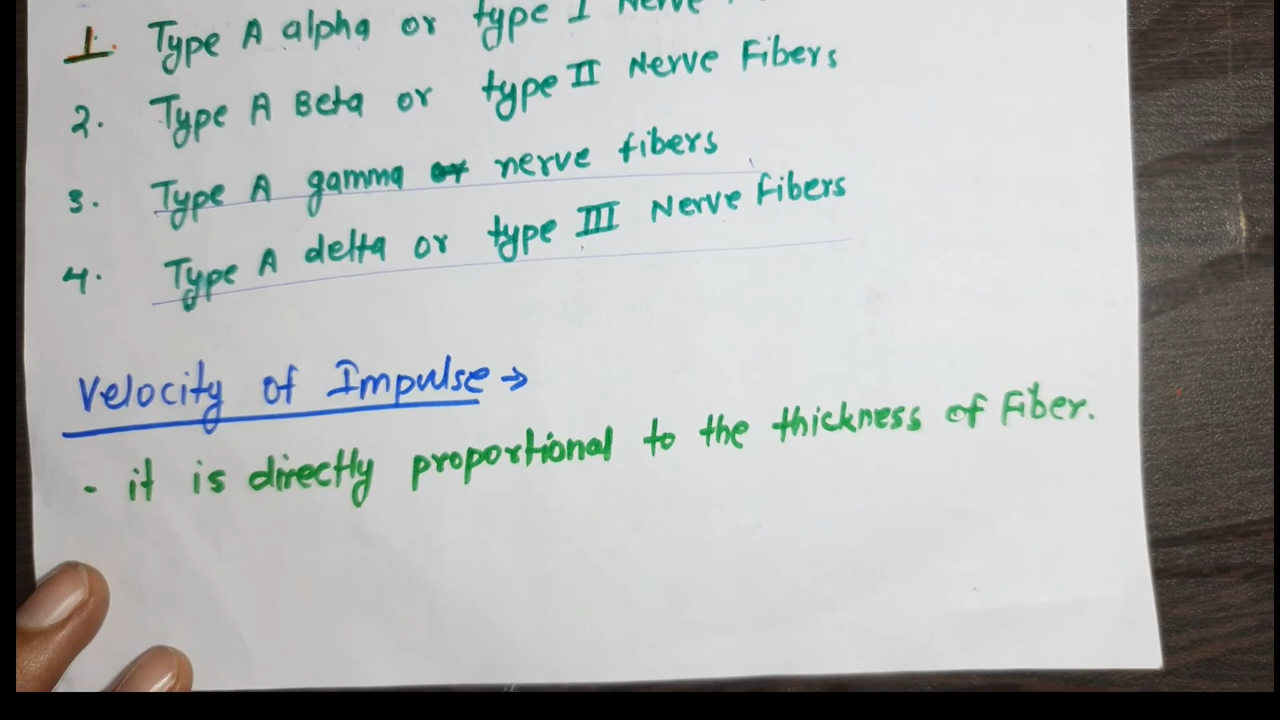 1. Type A alpha or type I Nerve
2. Type A Beta or type II Nerve Fibers
3. Type A gamma nerve fibers
4. Type A delta or type III Nerve Fibers
Velocity of Impulse →
- it is directly proportional to the thickness of Fiber.